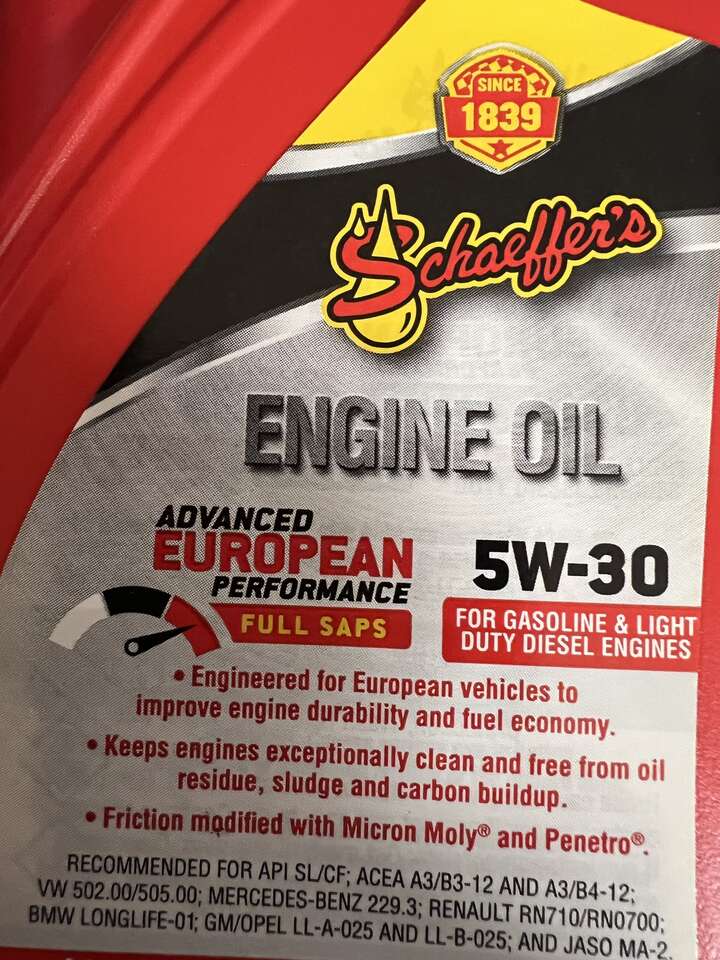 SINCE
1839
Schaeffer's
ENGINE OIL
ADVANCED
EUROPEAN
PERFORMANCE
FULL SAPS
5W-30
FOR GASOLINE & LIGHT
DUTY DIESEL ENGINES
• Engineered for European vehicles to
improve engine durability and fuel economy.
• Keeps engines exceptionally clean and free from oil
residue, sludge and carbon buildup.
• Friction modified with Micron Moly® and Penetro®.
RECOMMENDED FOR API SL/CF; ACEA A3/B3-12 AND A3/B4-12;
VW 502.00/505.00; MERCEDES-BENZ 229.3; RENAULT RN710/RN0700;
BMW LONGLIFE-01; GM/OPEL LL-A-025 AND LL-B-025; AND JASO MA-2.